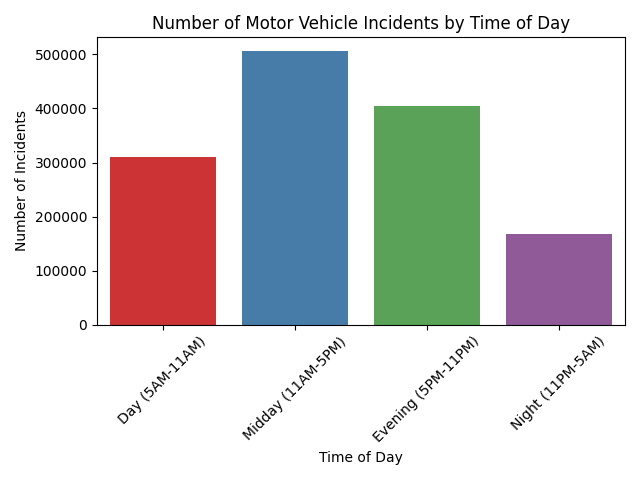 Number of Motor Vehicle Incidents by Time of Day
Number of Incidents
500000
400000
300000
200000
100000
0
Day (5AM-11AM)
Midday (11AM-5PM)
Evening (5PM-11PM)
Night (11PM-5AM)
Time of Day